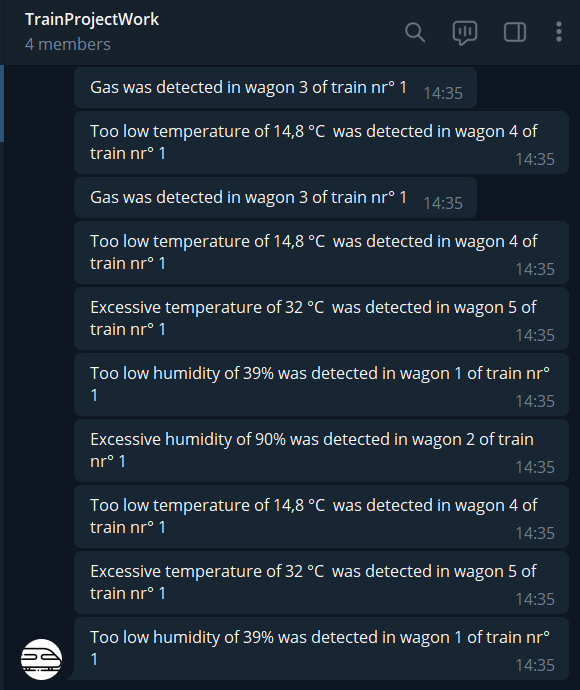 TrainProjectWork
4 members
Gas was detected in wagon 3 of train nr° 1
14:35
Too low temperature of 14,8 °C  was detected in wagon 4 of
train nr° 1
14:35
Gas was detected in wagon 3 of train nr° 1
14:35
Too low temperature of 14,8 °C  was detected in wagon 4 of
train nr° 1
14:35
Excessive temperature of 32 °C  was detected in wagon 5 of
train nr° 1
14:35
Too low humidity of 39% was detected in wagon 1 of train nr°
1
14:35
Excessive humidity of 90% was detected in wagon 2 of train
nr° 1
14:35
Too low temperature of 14,8 °C  was detected in wagon 4 of
train nr° 1
14:35
Excessive temperature of 32 °C  was detected in wagon 5 of
train nr° 1
14:35
Too low humidity of 39% was detected in wagon 1 of train nr°
1
14:35